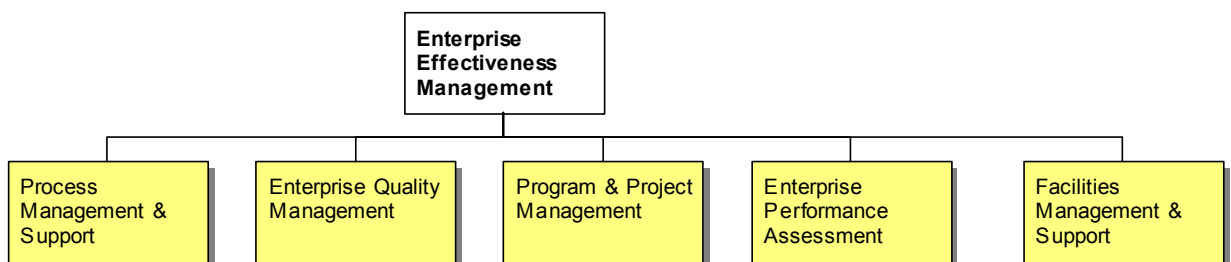 Enterprise
Effectiveness
Management
Process
Management &
Support
Enterprise Quality
Management
Program & Project
Management
Enterprise
Performance
Assessment
Facilities
Management &
Support